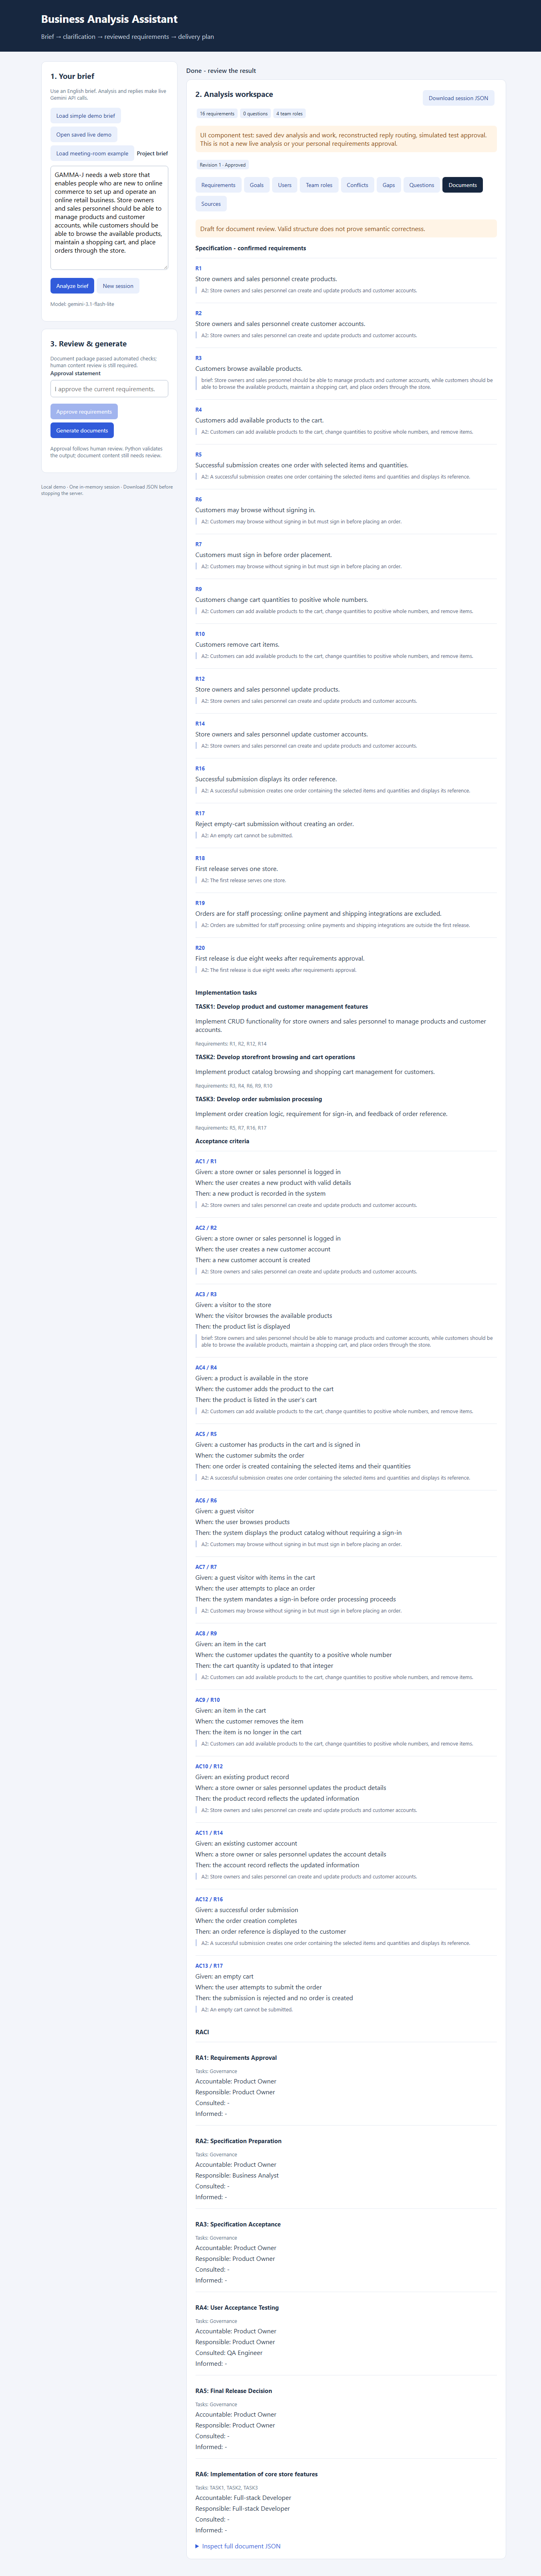 Business Analysis Assistant
Brief → clarification → reviewed requirements → delivery plan
1. Your brief
Use an English brief. Analysis and replies make live
Gemini API calls.
Load simple demo brief
Open saved live demo
Load meeting-room example
Project brief
GAMMA-J needs a web store that
enables people who are new to online
commerce to set up and operate an
online retail business. Store owners
and sales personnel should be able to
manage products and customer
accounts, while customers should be
able to browse the available products,
maintain a shopping cart, and place
orders through the store.
Analyze brief
New session
Model: gemini-3.1-flash-lite
3. Review & generate
Document package passed automated checks;
human content review is still required.
Approval statement
I approve the current requirements.
Approve requirements
Generate documents
Approval follows human review. Python validates
the output; document content still needs review.
Local demo · One in-memory session · Download JSON before
stopping the server.
Done - review the result
2. Analysis workspace
Download session JSON
16 requirements
0 questions
4 team roles
UI component test: saved dev analysis and work, reconstructed reply routing, simulated test approval.
This is not a new live analysis or your personal requirements approval.
Revision 1 · Approved
Requirements
Goals
Users
Team roles
Conflicts
Gaps
Questions
Documents
Sources
Draft for document review. Valid structure does not prove semantic correctness.
Specification - confirmed requirements
R1
Store owners and sales personnel create products.
A2: Store owners and sales personnel can create and update products and customer accounts.
R2
Store owners and sales personnel create customer accounts.
A2: Store owners and sales personnel can create and update products and customer accounts.
R3
Customers browse available products.
brief: Store owners and sales personnel should be able to manage products and customer accounts, while customers should be
able to browse the available products, maintain a shopping cart, and place orders through the store.
R4
Customers add available products to the cart.
A2: Customers can add available products to the cart, change quantities to positive whole numbers, and remove items.
R5
Successful submission creates one order with selected items and quantities.
A2: A successful submission creates one order containing the selected items and quantities and displays its reference.
R6
Customers may browse without signing in.
A2: Customers may browse without signing in but must sign in before placing an order.
R7
Customers must sign in before order placement.
A2: Customers may browse without signing in but must sign in before placing an order.
R9
Customers change cart quantities to positive whole numbers.
A2: Customers can add available products to the cart, change quantities to positive whole numbers, and remove items.
R10
Customers remove cart items.
A2: Customers can add available products to the cart, change quantities to positive whole numbers, and remove items.
R12
Store owners and sales personnel update products.
A2: Store owners and sales personnel can create and update products and customer accounts.
R14
Store owners and sales personnel update customer accounts.
A2: Store owners and sales personnel can create and update products and customer accounts.
R16
Successful submission displays its order reference.
A2: A successful submission creates one order containing the selected items and quantities and displays its reference.
R17
Reject empty-cart submission without creating an order.
A2: An empty cart cannot be submitted.
R18
First release serves one store.
A2: The first release serves one store.
R19
Orders are for staff processing; online payment and shipping integrations are excluded.
A2: Orders are submitted for staff processing; online payments and shipping integrations are outside the first release.
R20
First release is due eight weeks after requirements approval.
A2: The first release is due eight weeks after requirements approval.
Implementation tasks
TASK1: Develop product and customer management features
Implement CRUD functionality for store owners and sales personnel to manage products and customer
accounts.
Requirements: R1, R2, R12, R14
TASK2: Develop storefront browsing and cart operations
Implement product catalog browsing and shopping cart management for customers.
Requirements: R3, R4, R6, R9, R10
TASK3: Develop order submission processing
Implement order creation logic, requirement for sign-in, and feedback of order reference.
Requirements: R5, R7, R16, R17
Acceptance criteria
AC1 / R1
Given: a store owner or sales personnel is logged in
When: the user creates a new product with valid details
Then: a new product is recorded in the system
A2: Store owners and sales personnel can create and update products and customer accounts.
AC2 / R2
Given: a store owner or sales personnel is logged in
When: the user creates a new customer account
Then: a new customer account is created
A2: Store owners and sales personnel can create and update products and customer accounts.
AC3 / R3
Given: a visitor to the store
When: the visitor browses the available products
Then: the product list is displayed
brief: Store owners and sales personnel should be able to manage products and customer accounts, while customers should be
able to browse the available products, maintain a shopping cart, and place orders through the store.
AC4 / R4
Given: a product is available in the store
When: the customer adds the product to the cart
Then: the product is listed in the user's cart
A2: Customers can add available products to the cart, change quantities to positive whole numbers, and remove items.
AC5 / R5
Given: a customer has products in the cart and is signed in
When: the customer submits the order
Then: one order is created containing the selected items and their quantities
A2: A successful submission creates one order containing the selected items and quantities and displays its reference.
AC6 / R6
Given: a guest visitor
When: the user browses products
Then: the system displays the product catalog without requiring a sign-in
A2: Customers may browse without signing in but must sign in before placing an order.
AC7 / R7
Given: a guest visitor with items in the cart
When: the user attempts to place an order
Then: the system mandates a sign-in before order processing proceeds
A2: Customers may browse without signing in but must sign in before placing an order.
AC8 / R9
Given: an item in the cart
When: the customer updates the quantity to a positive whole number
Then: the cart quantity is updated to that integer
A2: Customers can add available products to the cart, change quantities to positive whole numbers, and remove items.
AC9 / R10
Given: an item in the cart
When: the customer removes the item
Then: the item is no longer in the cart
A2: Customers can add available products to the cart, change quantities to positive whole numbers, and remove items.
AC10 / R12
Given: an existing product record
When: a store owner or sales personnel updates the product details
Then: the product record reflects the updated information
A2: Store owners and sales personnel can create and update products and customer accounts.
AC11 / R14
Given: an existing customer account
When: a store owner or sales personnel updates the account details
Then: the account record reflects the updated information
A2: Store owners and sales personnel can create and update products and customer accounts.
AC12 / R16
Given: a successful order submission
When: the order creation completes
Then: an order reference is displayed to the customer
A2: A successful submission creates one order containing the selected items and quantities and displays its reference.
AC13 / R17
Given: an empty cart
When: the user attempts to submit the order
Then: the submission is rejected and no order is created
A2: An empty cart cannot be submitted.
RACI
RA1: Requirements Approval
Tasks: Governance
Accountable: Product Owner
Responsible: Product Owner
Consulted: -
Informed: -
RA2: Specification Preparation
Tasks: Governance
Accountable: Product Owner
Responsible: Business Analyst
Consulted: -
Informed: -
RA3: Specification Acceptance
Tasks: Governance
Accountable: Product Owner
Responsible: Product Owner
Consulted: -
Informed: -
RA4: User Acceptance Testing
Tasks: Governance
Accountable: Product Owner
Responsible: Product Owner
Consulted: QA Engineer
Informed: -
RA5: Final Release Decision
Tasks: Governance
Accountable: Product Owner
Responsible: Product Owner
Consulted: -
Informed: -
RA6: Implementation of core store features
Tasks: TASK1, TASK2, TASK3
Accountable: Full-stack Developer
Responsible: Full-stack Developer
Consulted: -
Informed: -
▶ Inspect full document JSON